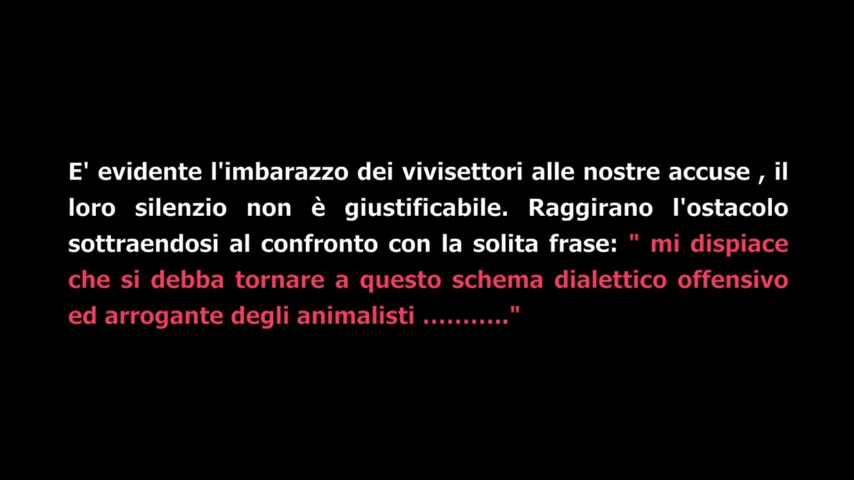 E' evidente l'imbarazzo dei vivisettori alle nostre accuse , il
loro silenzio non è giustificabile. Raggirano l'ostacolo
sottraendosi al confronto con la solita frase: " mi dispiace
che si debba tornare a questo schema dialettico offensivo
ed arrogante degli animalisti ..........."